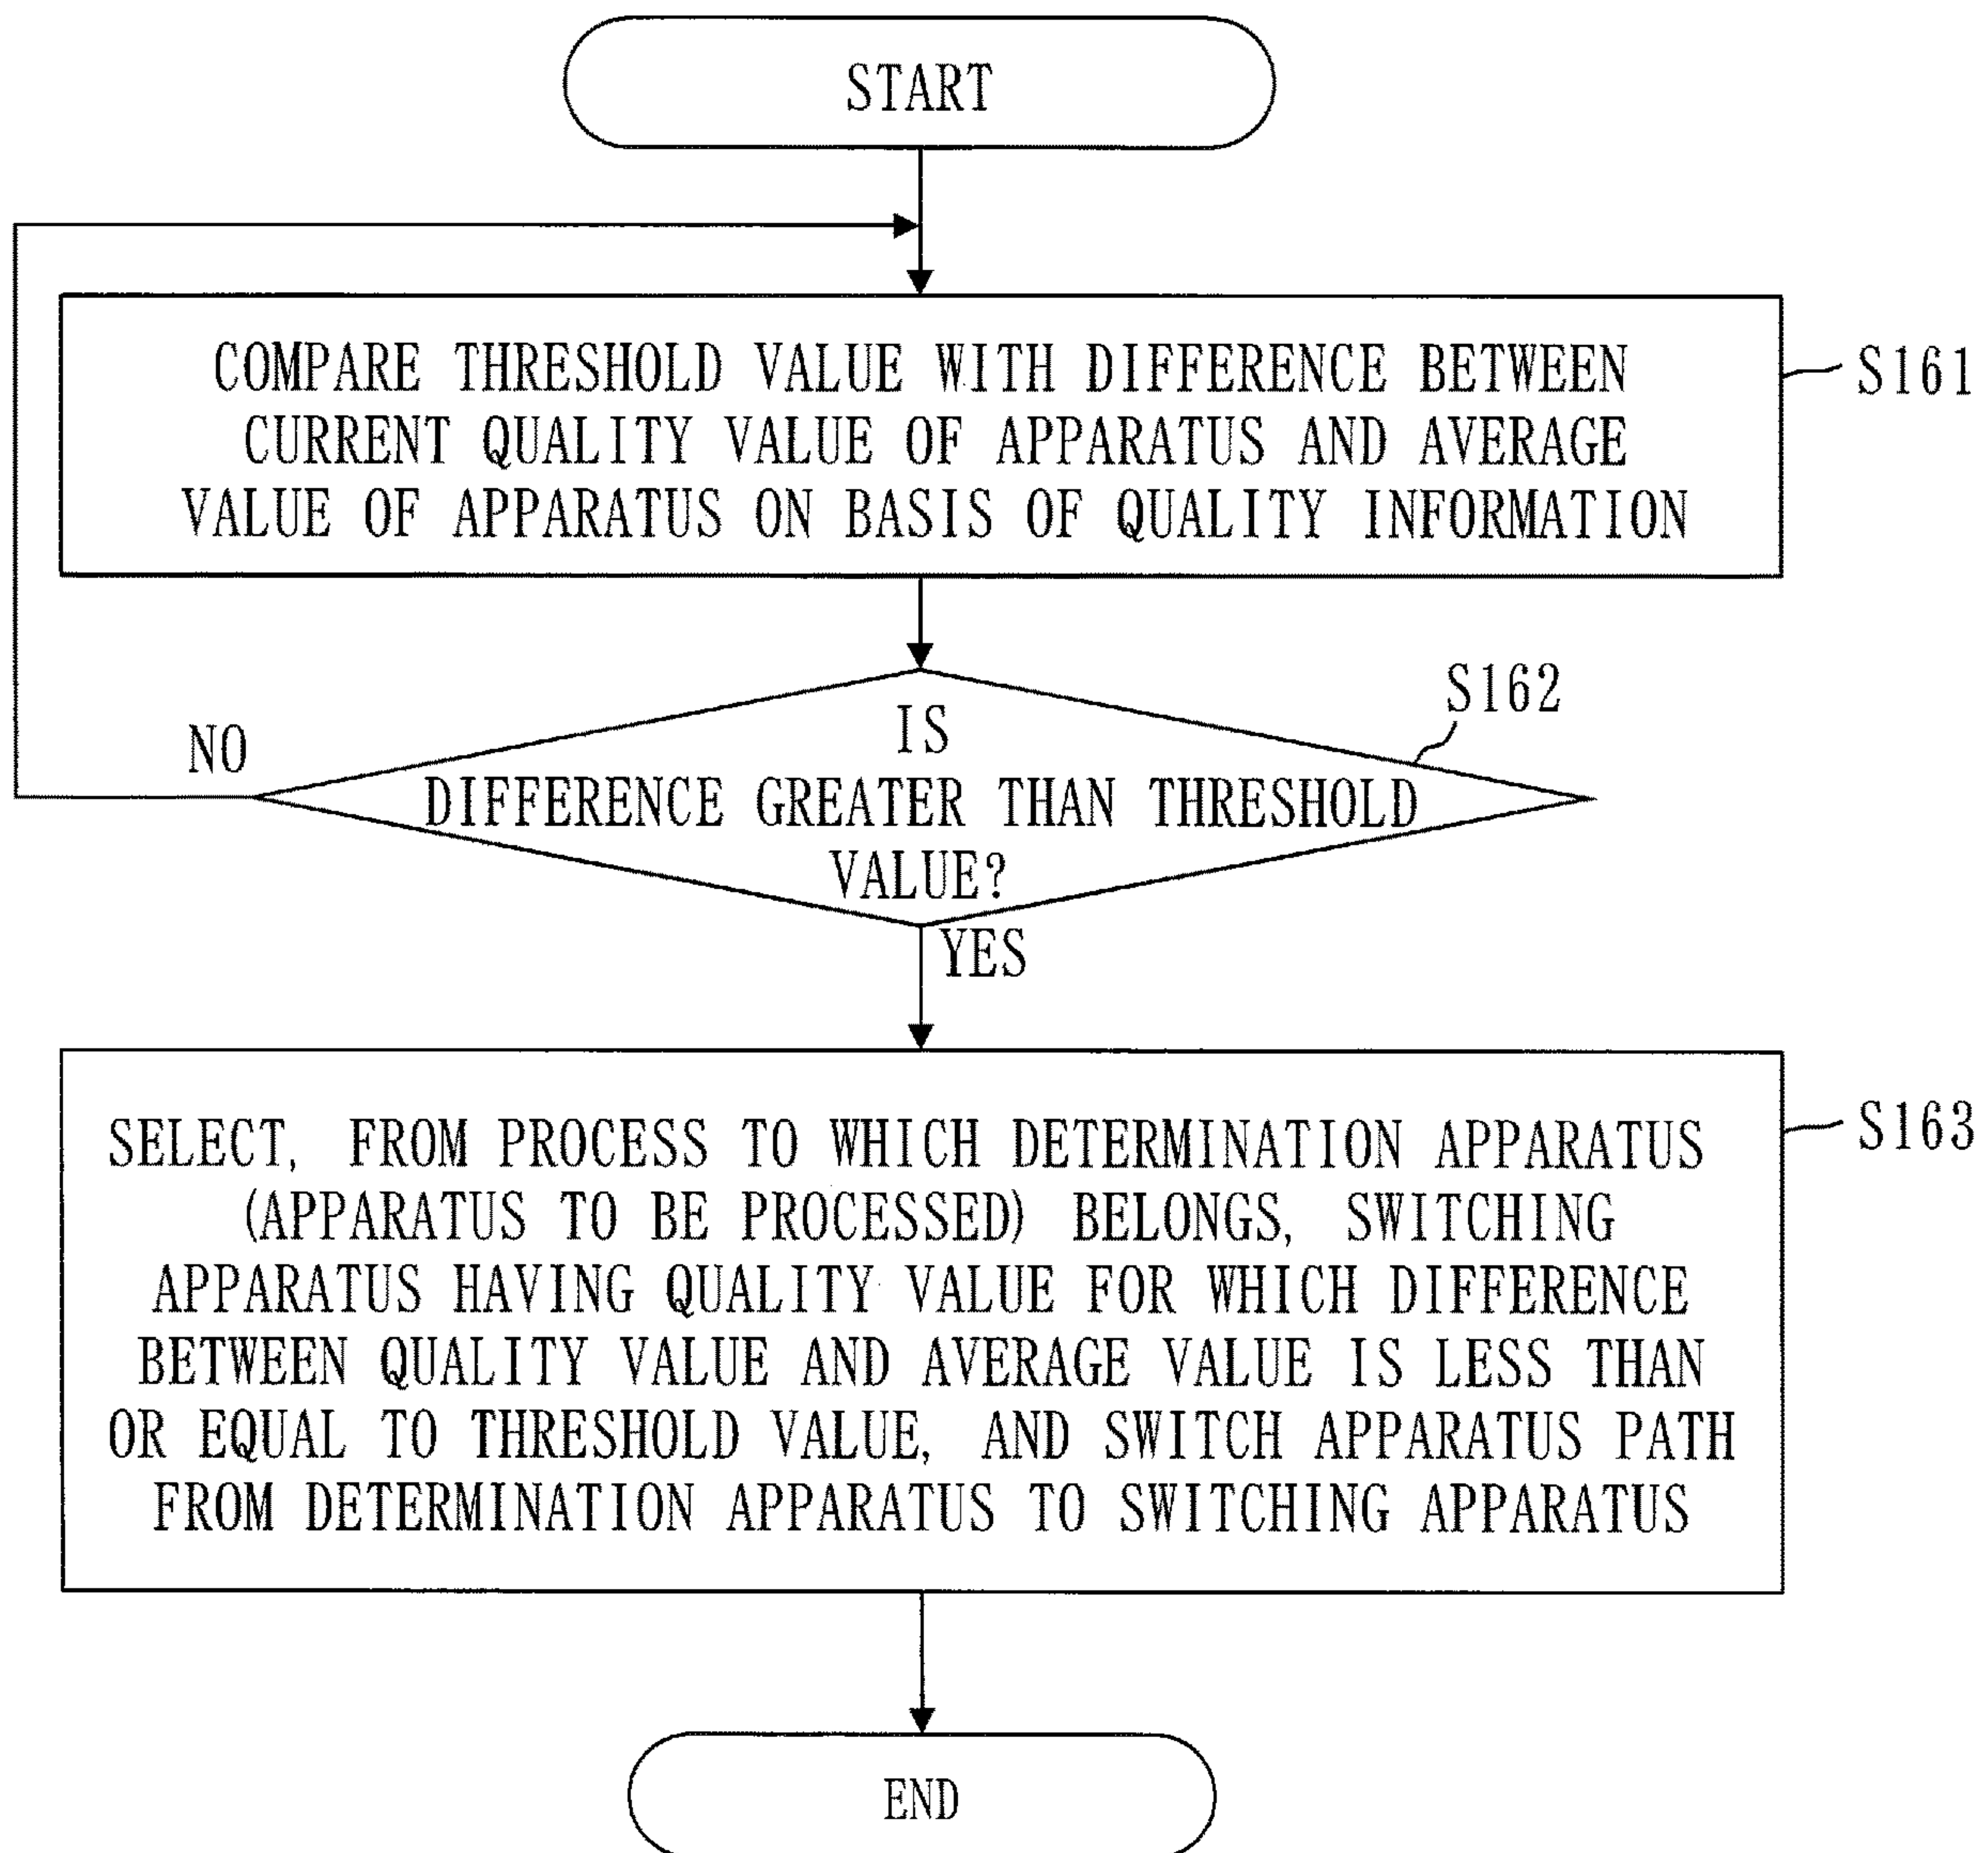 START
COMPARE THRESHOLD VALUE WITH DIFFERENCE BETWEEN
CURRENT QUALITY VALUE OF APPARATUS AND AVERAGE
VALUE OF APPARATUS ON BASIS OF QUALITY INFORMATION
S161
S162
NO
IS
DIFFERENCE GREATER THAN THRESHOLD
VALUE?
YES
SELECT, FROM PROCESS TO WHICH DETERMINATION APPARATUS
(APPARATUS TO BE PROCESSED) BELONGS, SWITCHING
APPARATUS HAVING QUALITY VALUE FOR WHICH DIFFERENCE
BETWEEN QUALITY VALUE AND AVERAGE VALUE IS LESS THAN
OR EQUAL TO THRESHOLD VALUE, AND SWITCH APPARATUS PATH
FROM DETERMINATION APPARATUS TO SWITCHING APPARATUS
S163
END